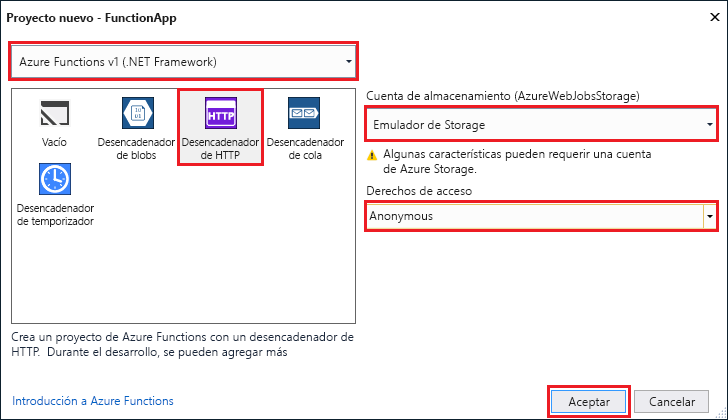 Proyecto nuevo - FunctionApp
Azure Functions v1 (.NET Framework)
Vacío
Desencadenador
de blobs
HTTP
Desencadenador
de HTTP
Desencadenador
de cola
Desencadenador
de temporizador
Cuenta de almacenamiento (AzureWebJobsStorage)
Emulador de Storage
Algunas características pueden requerir una cuenta
de Azure Storage.
Derechos de acceso
Anonymous
Crea un proyecto de Azure Functions con un desencadenador de
HTTP.  Durante el desarrollo, se pueden agregar más
Introducción a Azure Functions
Aceptar
Cancelar